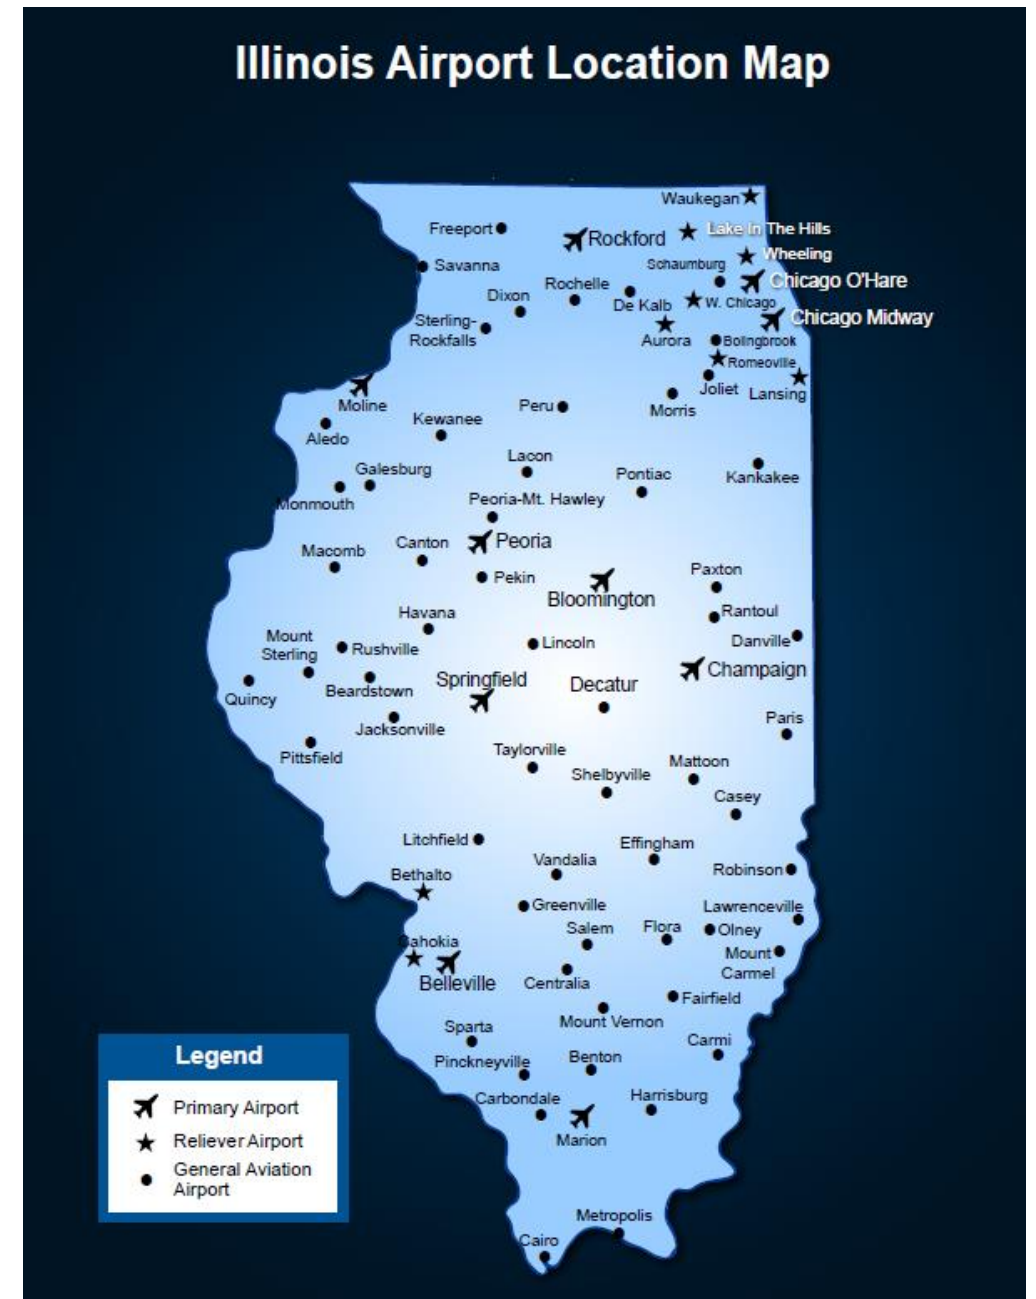 Illinois Airport Location Map
Waukegan
Freeport
Rockford
Lake In The Hills
Wheeling
Savanna
Schaumburg
Chicago O'Hare
Rochelle
Dixon
De Kalb
W. Chicago
Chicago Midway
Sterling-
Rockfalls
Aurora
Bolingbrook
Romeoville
Joliet
Lansing
Moline
Peru
Morris
Kewanee
Aledo
Lacon
Galesburg
Pontiac
Kankakee
Monmouth
Peoria-Mt. Hawley
Canton
Peoria
Macomb
Paxton
Pekin
Bloomington
Havana
Rantoul
Mount
Sterling
Rushville
Lincoln
Danville
Champaign
Springfield
Decatur
Beardstown
Quincy
Jacksonville
Paris
Pittsfield
Taylorville
Mattoon
Shelbyville
Casey
Litchfield
Effingham
Vandalia
Robinson
Bethalto
Greenville
Lawrenceville
Salem
Flora
Olney
Cahokia
Mount
Carmel
Belleville
Centralia
Fairfield
Mount Vernon
Sparta
Carmi
Pinckneyville
Benton
Carbondale
Harrisburg
Marion
Metropolis
Cairo
Legend
Primary Airport
Reliever Airport
General Aviation
Airport